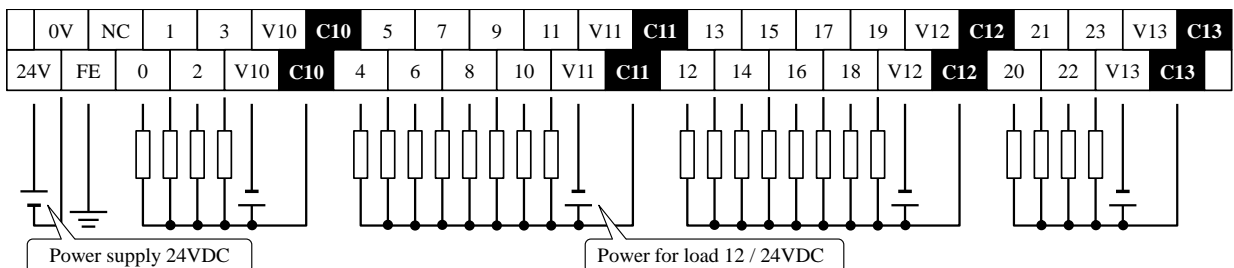 0V NC 1 3 V10 C10 5 7 9 11 V11 C11 13 15 17 19 V12 C12 21 23 V13 C13
24V FE 0 2 V10 C10 4 6 8 10 V11 C11 12 14 16 18 V12 C12 20 22 V13 C13
Power supply 24VDC Power for load 12 / 24VDC